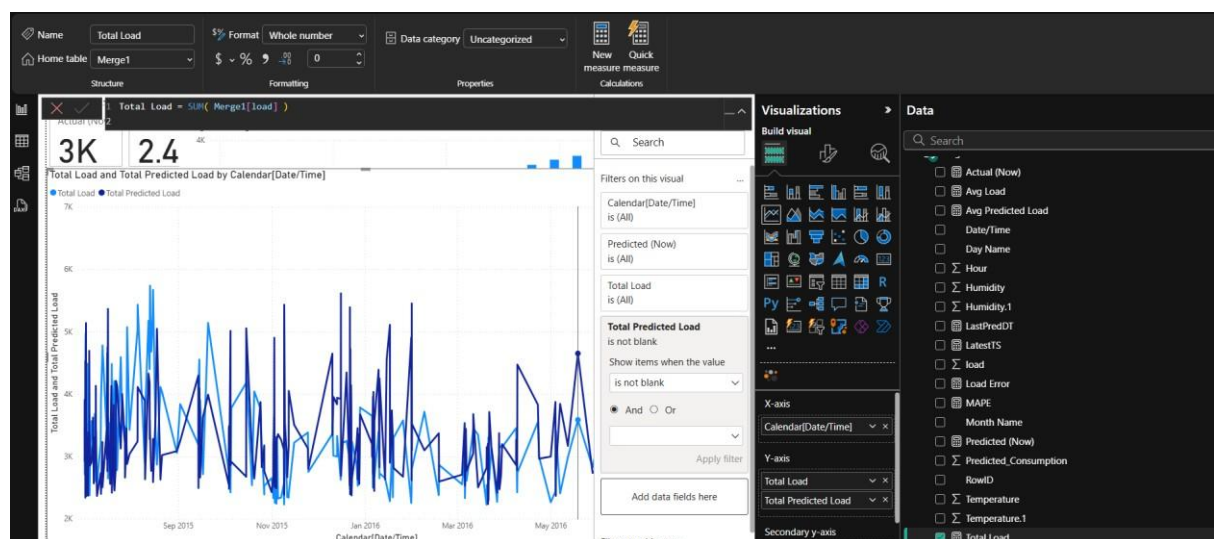 Name Total Load
Format Whole number
Data category Uncategorized
Home table Merge1
$ % 9 .00 0
New measure
Quick measure
Structure
Formatting
Properties
Calculations
1 Total Load = SUM( Merge1[load] )
2
Actual (No
3K
2.4
4K
Total Load and Total Predicted Load by Calendar[Date/Time]
Total Load Total Predicted Load
7K
6K
5K
4K
3K
2K
Total Load and Total Predicted Load
Sep 2015 Nov 2015 Jan 2016 Mar 2016 May 2016
Calendar[Date/Time]
Search
Filters on this visual ...
Calendar[Date/Time]
is (All)
Predicted (Now)
is (All)
Total Load
is (All)
Total Predicted Load
is not blank
Show items when the value
is not blank
And Or
Apply filter
Add data fields here
Visualizations
Build visual
R
Py
...
X-axis
Calendar[Date/Time]
Y-axis
Total Load
Total Predicted Load
Secondary y-axis
Data
Search
Actual (Now)
Avg Load
Avg Predicted Load
Date/Time
Day Name
Hour
Humidity
Humidity.1
LastPredDT
LatestTS
load
Load Error
MAPE
Month Name
Predicted (Now)
Predicted_Consumption
RowID
Temperature
Temperature.1
Total Load